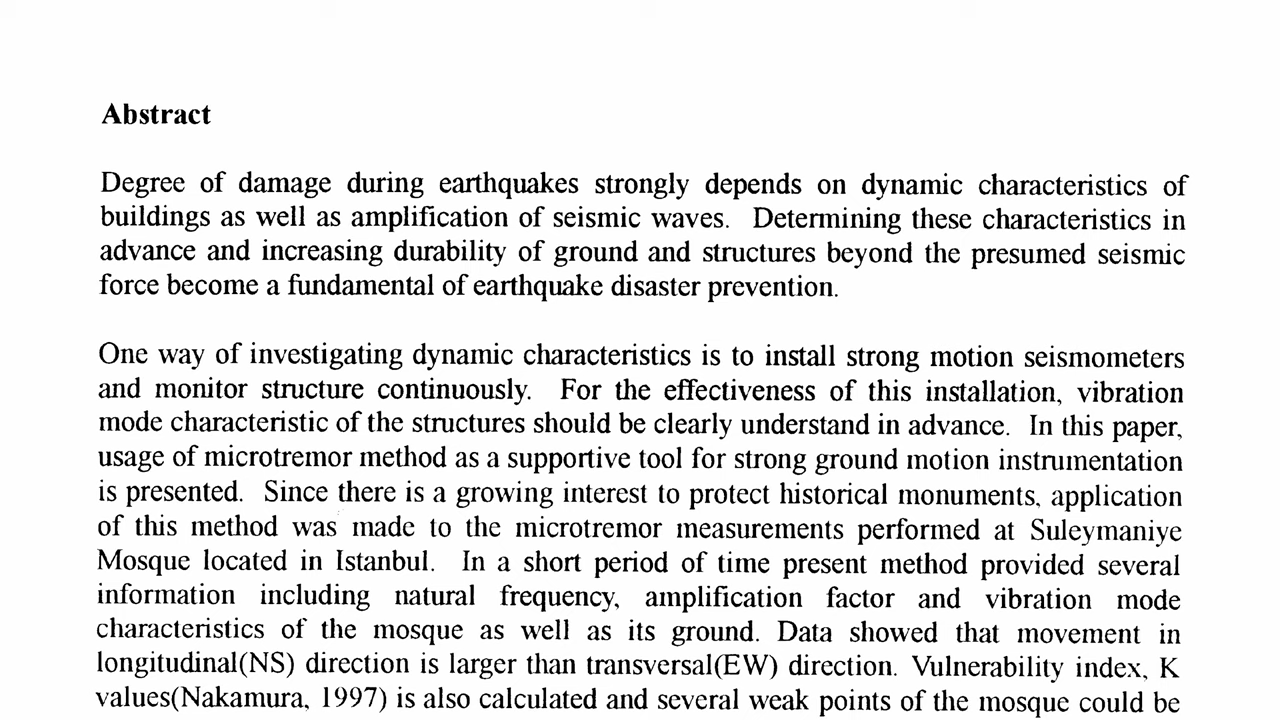 Abstract
Degree of damage during earthquakes strongly depends on dynamic characteristics of
buildings as well as amplification of seismic waves. Determining these characteristics in
advance and increasing durability of ground and structures beyond the presumed seismic
force become a fundamental of earthquake disaster prevention.
One way of investigating dynamic characteristics is to install strong motion seismometers
and monitor structure continuously. For the effectiveness of this installation, vibration
mode characteristic of the structures should be clearly understand in advance. In this paper,
usage of microtremor method as a supportive tool for strong ground motion instrumentation
is presented. Since there is a growing interest to protect historical monuments, application
of this method was made to the microtremor measurements performed at Suleymaniye
Mosque located in Istanbul. In a short period of time present method provided several
information including natural frequency, amplification factor and vibration mode
characteristics of the mosque as well as its ground. Data showed that movement in
longitudinal(NS) direction is larger than transversal(EW) direction. Vulnerability index, K
values(Nakamura, 1997) is also calculated and several weak points of the mosque could be